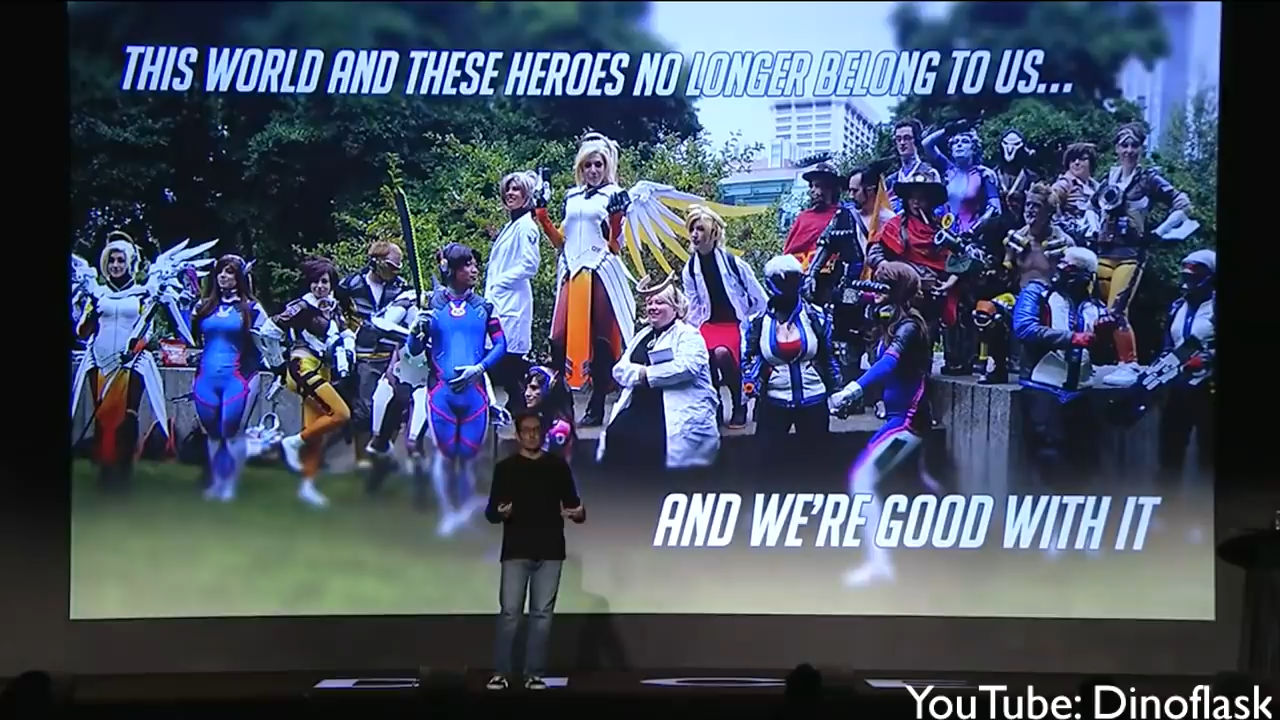 THIS WORLD AND THESE HEROES NO LONGER BELONG TO US...
AND WE'RE GOOD WITH IT
YouTube: Dinoflask